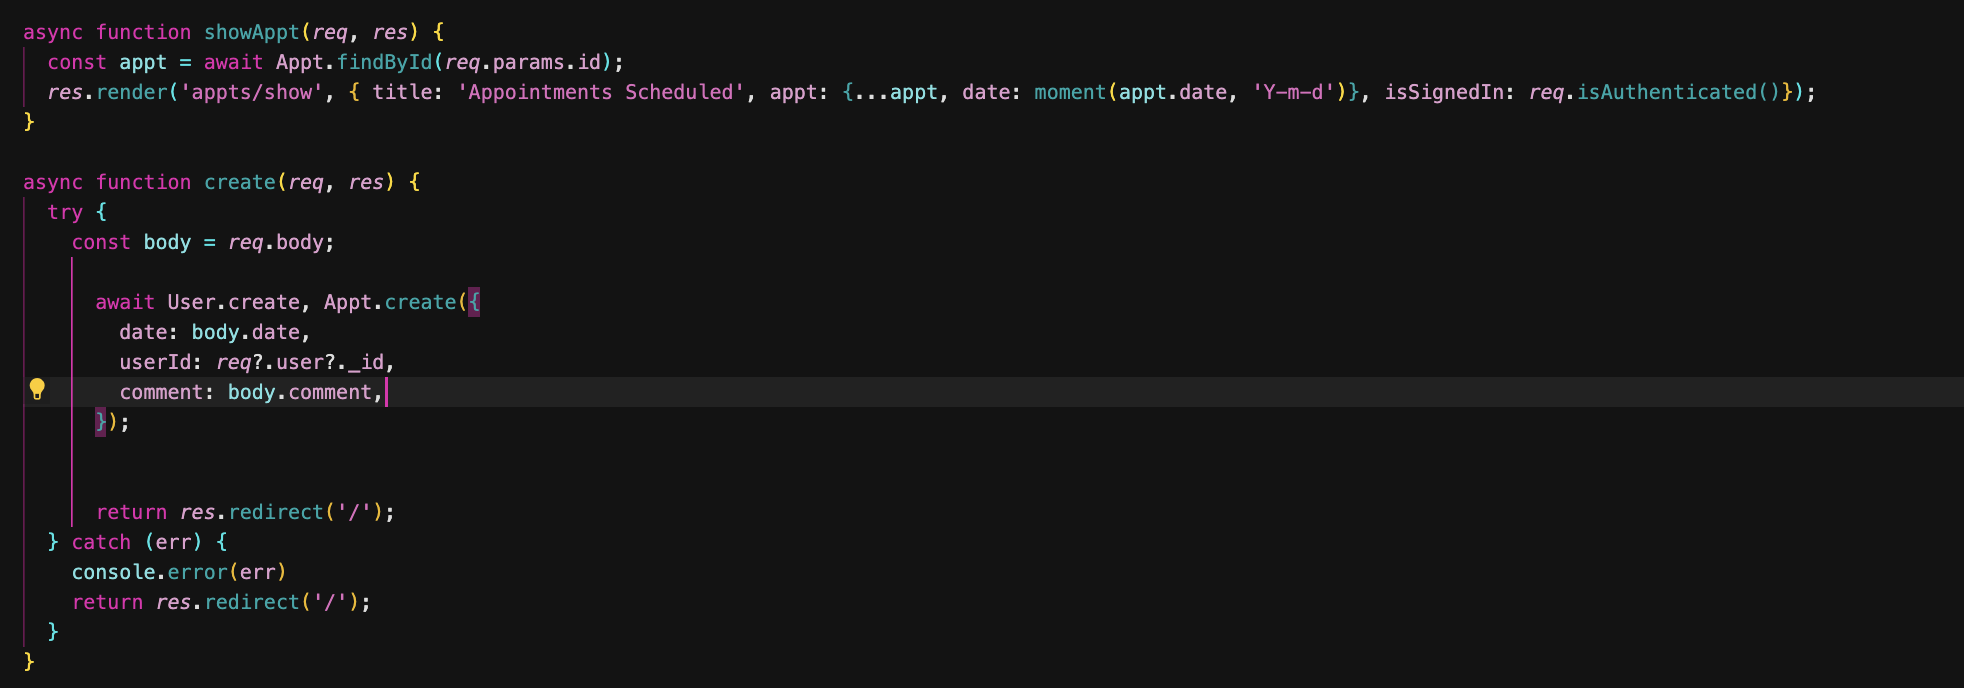 async function showAppt(req, res) {
  const appt = await Appt.findById(req.params.id);
  res.render('appts/show', { title: 'Appointments Scheduled', appt: {...appt, date: moment(appt.date, 'Y-m-d')}, isSignedIn: req.isAuthenticated()});
}

async function create(req, res) {
  try {
    const body = req.body;

      await User.create, Appt.create({
        date: body.date,
        userId: req?.user?._id,
        comment: body.comment,
      });


      return res.redirect('/');
  } catch (err) {
    console.error(err)
    return res.redirect('/');
  }
}